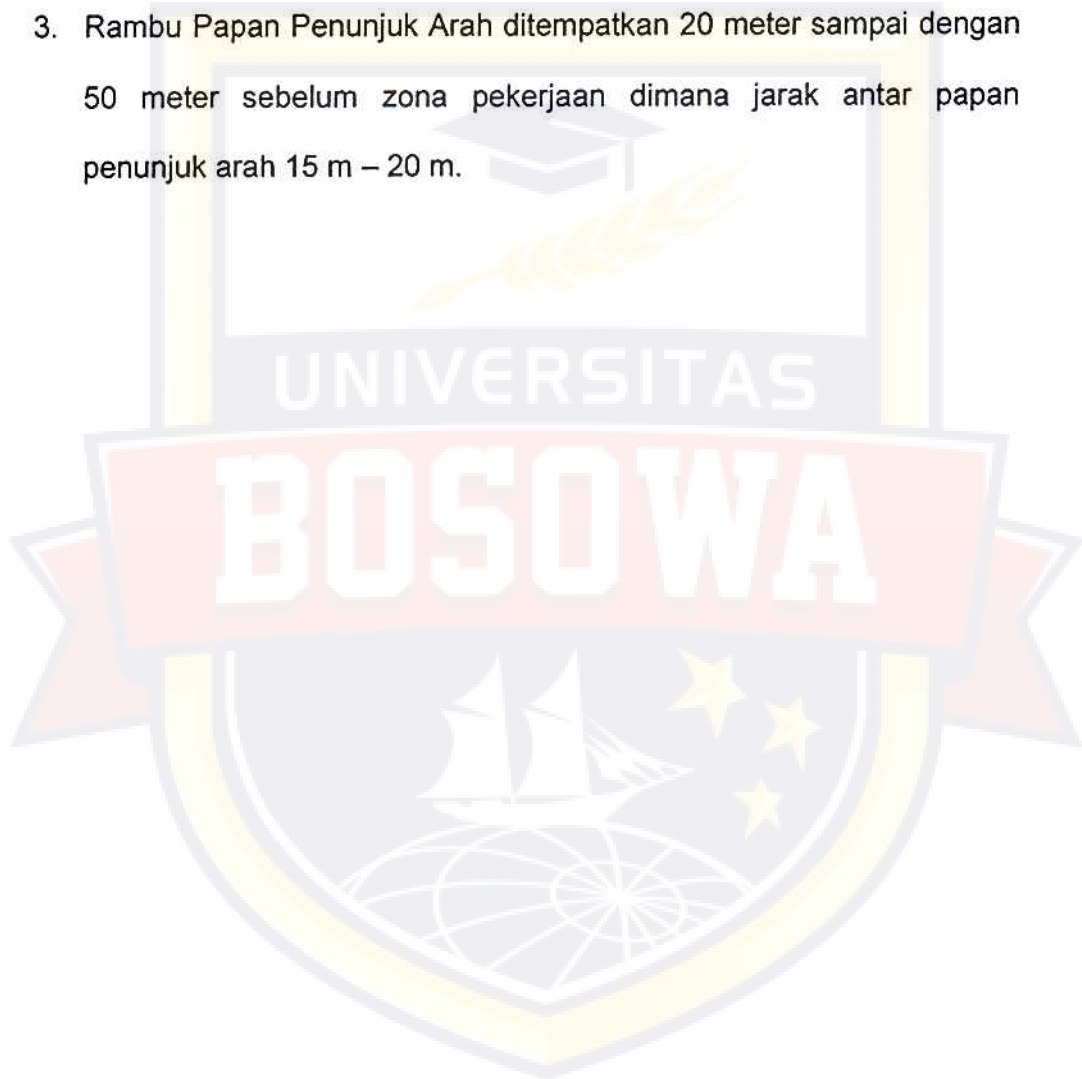 3. Rambu Papan Penunjuk Arah ditempatkan 20 meter sampai dengan
50 meter sebelum zona pekerjaan dimana jarak antar papan
penunjuk arah 15 m – 20 m.
UNIVERSITAS
BOSOWA